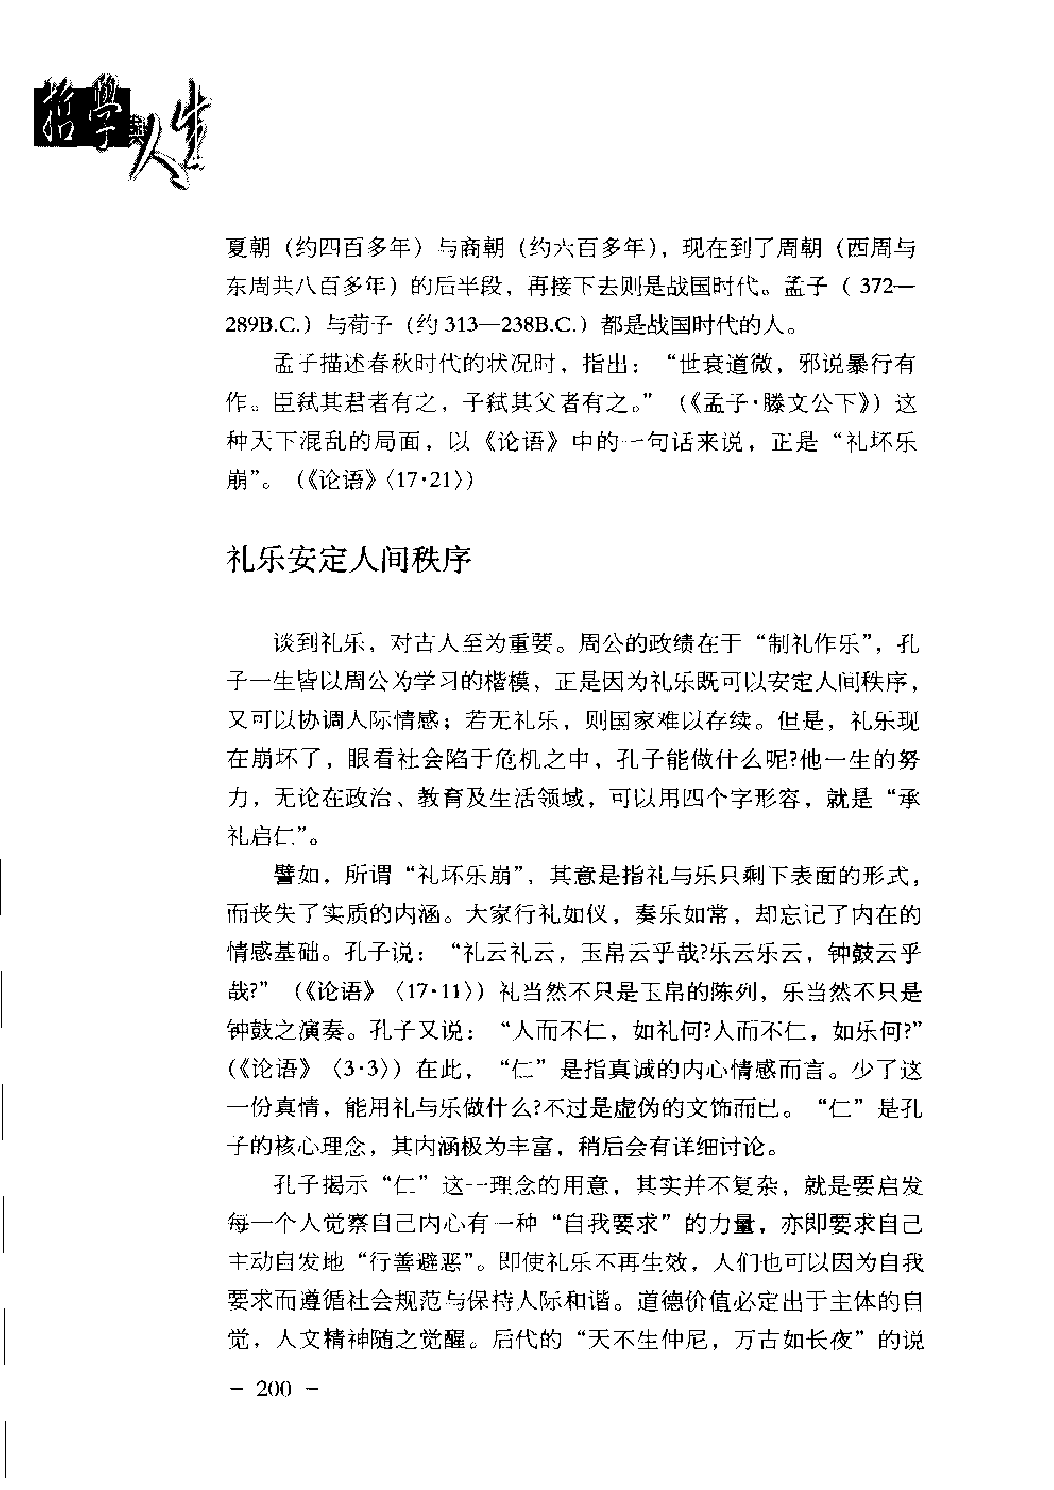 哲學與人生
夏朝（约四百多年）与商朝（约六百多年），现在到了周朝（西周与
东周共八百多年）的后半段，再接下去则是战国时代。孟子（372—
289B.C.）与荀子（约313—238B.C.）都是战国时代的人。
孟子描述春秋时代的状况时，指出：“世衰道微，邪说暴行有
作。臣弑其君者有之，子弑其父者有之。”（《孟子·滕文公下》）这
种天下混乱的局面，以《论语》中的一句话来说，正是“礼坏乐
崩”。（《论语》〈17·21〉）
礼乐安定人间秩序
谈到礼乐，对古人至为重要。周公的政绩在于“制礼作乐”，孔
子一生皆以周公为学习的楷模，正是因为礼乐既可以安定人间秩序，
又可以协调人际情感；若无礼乐，则国家难以存续。但是，礼乐现
在崩坏了，眼看社会陷于危机之中，孔子能做什么呢?他一生的努
力，无论在政治、教育及生活领域，可以用四个字形容，就是“承
礼启仁”。
譬如，所谓“礼坏乐崩”，其意是指礼与乐只剩下表面的形式，
而丧失了实质的内涵。大家行礼如仪，奏乐如常，却忘记了内在的
情感基础。孔子说：“礼云礼云，玉帛云乎哉?乐云乐云，钟鼓云乎
哉?”（《论语》〈17·11〉）礼当然不只是玉帛的陈列，乐当然不只是
钟鼓之演奏。孔子又说：“人而不仁，如礼何?人而不仁，如乐何?”
（《论语》〈3·3〉）在此，“仁”是指真诚的内心情感而言。少了这
一份真情，能用礼与乐做什么?不过是虚伪的文饰而已。“仁”是孔
子的核心理念，其内涵极为丰富，稍后会有详细讨论。
孔子揭示“仁”这一理念的用意，其实并不复杂，就是要启发
每一个人觉察自己内心有一种“自我要求”的力量，亦即要求自己
主动自发地“行善避恶”。即使礼乐不再生效，人们也可以因为自我
要求而遵循社会规范与保持人际和谐。道德价值必定出于主体的自
觉，人文精神随之觉醒。后代的“天不生仲尼，万古如长夜”的说
– 200 –